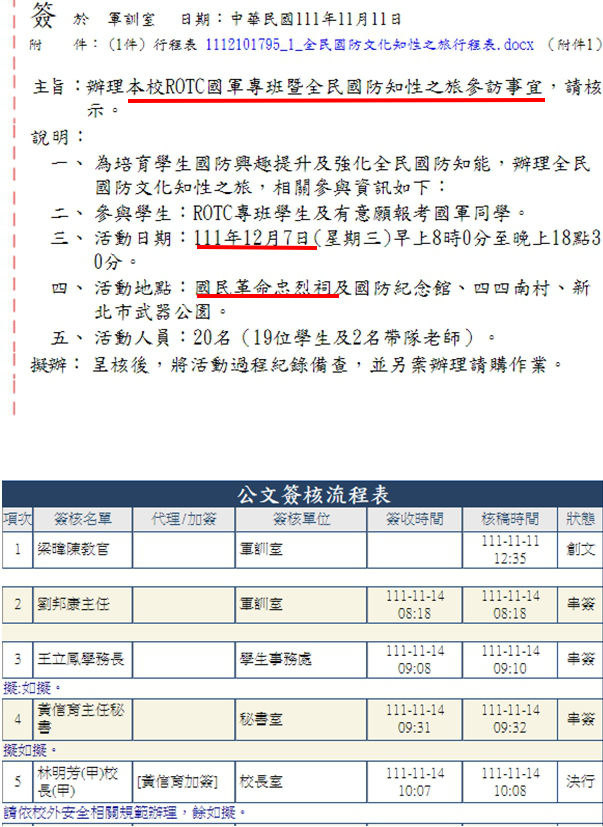 簽 於 軍訓室 日期：中華民國111年11月11日
附 件：(1件) 行程表 1112101795_1_全民國防文化知性之旅行程表.docx （附件1）
主旨：辦理本校ROTC國軍專班暨全民國防知性之旅參訪事宜，請核
示。
說明：
一、為培育學生國防興趣提升及強化全民國防知能，辦理全民
國防文化知性之旅，相關參與資訊如下：
二、參與學生：ROTC專班學生及有意願報考國軍同學。
三、活動日期：111年12月7日(星期三)早上8時0分至晚上18點3
0分。
四、活動地點：國民革命忠烈祠及國防紀念館、四四南村、新
北市武器公園。
五、活動人員：20名（19位學生及2名帶隊老師）。
擬辦：呈核後，將活動過程紀錄備查，並另案辦理請購作業。
公文簽核流程表
項次 簽核名單 代理/加簽 簽核單位 簽收時間 核稿時間 狀態
1 梁暐陳教官 軍訓室 111-11-11 12:35 創文
2 劉邦康主任 軍訓室 111-11-14 08:18 111-11-14 08:18 串簽
3 王立鳳學務長 學生事務處 111-11-14 09:08 111-11-14 09:10 串簽
擬:如擬。
4 黃信育主任秘書 秘書室 111-11-14 09:31 111-11-14 09:32 串簽
擬如擬。
5 林明芳(甲)校長(甲) [黃信育加簽] 校長室 111-11-14 10:07 111-11-14 10:08 決行
請依校外安全相關規範辦理，餘如擬。